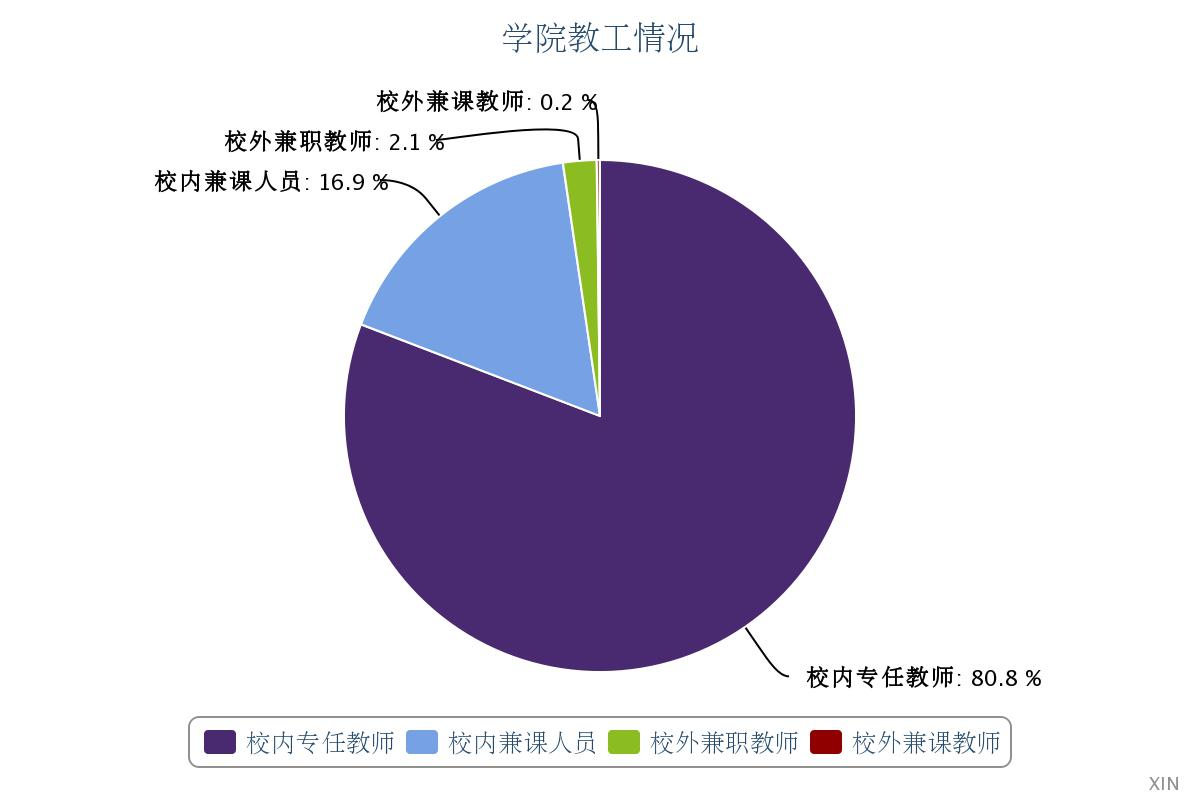 学院教工情况
校外兼课教师: 0.2 %
校外兼职教师: 2.1 %
校内兼课人员: 16.9 %
校内专任教师: 80.8 %
校内专任教师 校内兼课人员 校外兼职教师 校外兼课教师
XIN